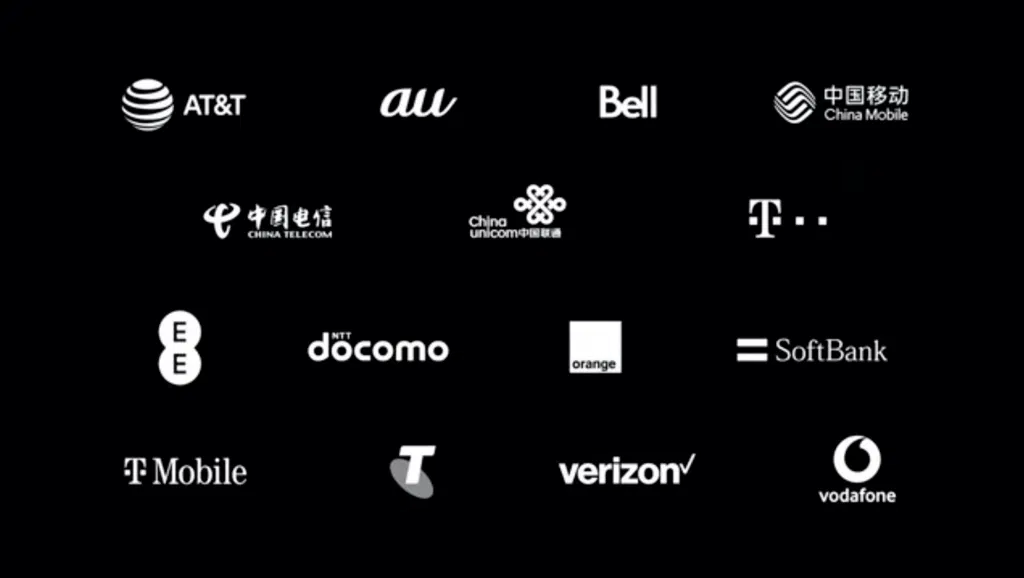 AT&T
au
Bell
中国移动
China Mobile
中国电信
CHINA TELECOM
China
unicom中国联通
T
E
E
NTT
docomo
orange
SoftBank
T Mobile
T
verizon✓
vodafone